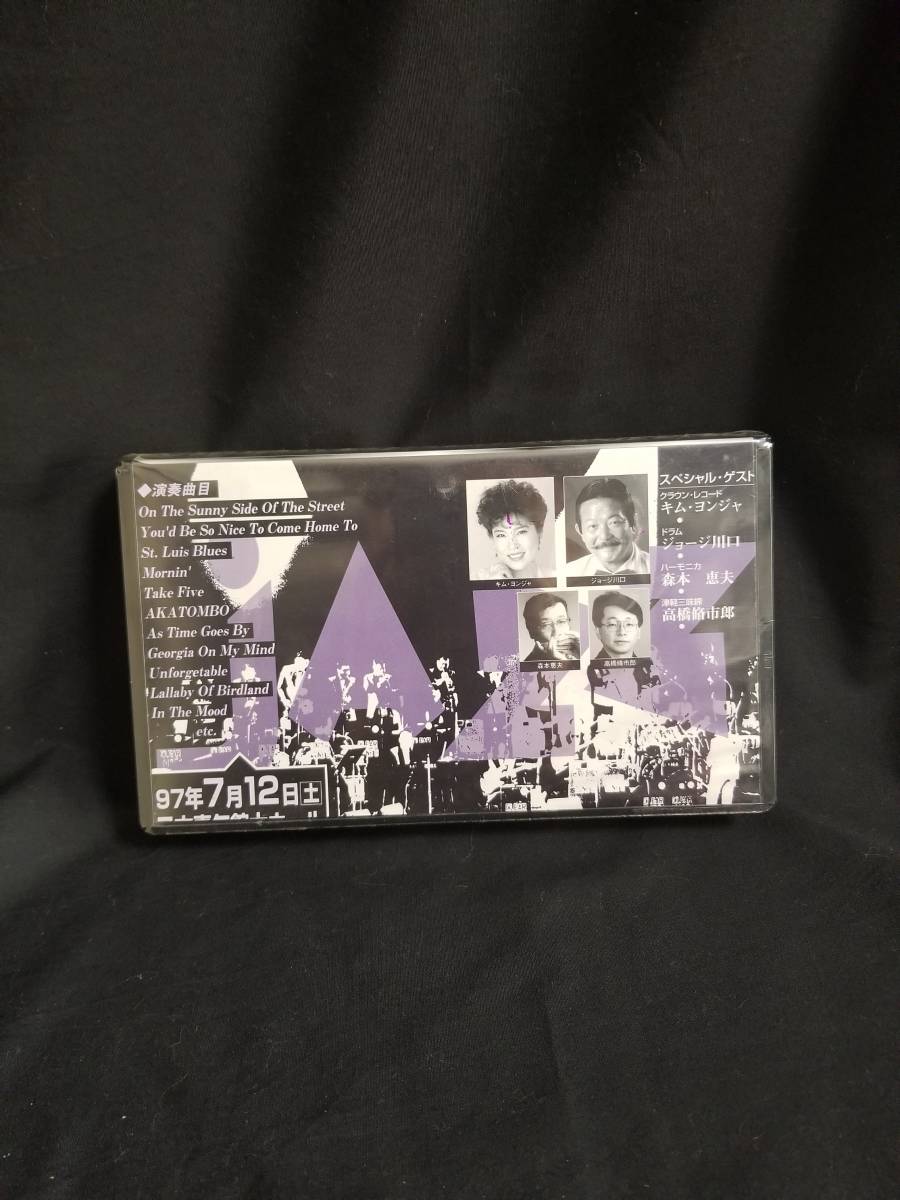 ◆演奏曲目
On The Sunny Side Of The Street
You'd Be So Nice To Come Home To
St. Luis Blues
Mornin'
Take Five
AKATOMBO
As Time Goes By
Georgia On My Mind
Unforgetable
Lallaby Of Birdland
In The Mood
etc.
97年7月12日土
JAZZ
キム・ヨンジャ
ジョージ川口
森本恵夫
高橋脩市郎
スペシャル・ゲスト
クラウン・レコード
キム・ヨンジャ
ドラム
ジョージ川口
ハーモニカ
森本 恵夫
津軽三味線
高橋脩市郎